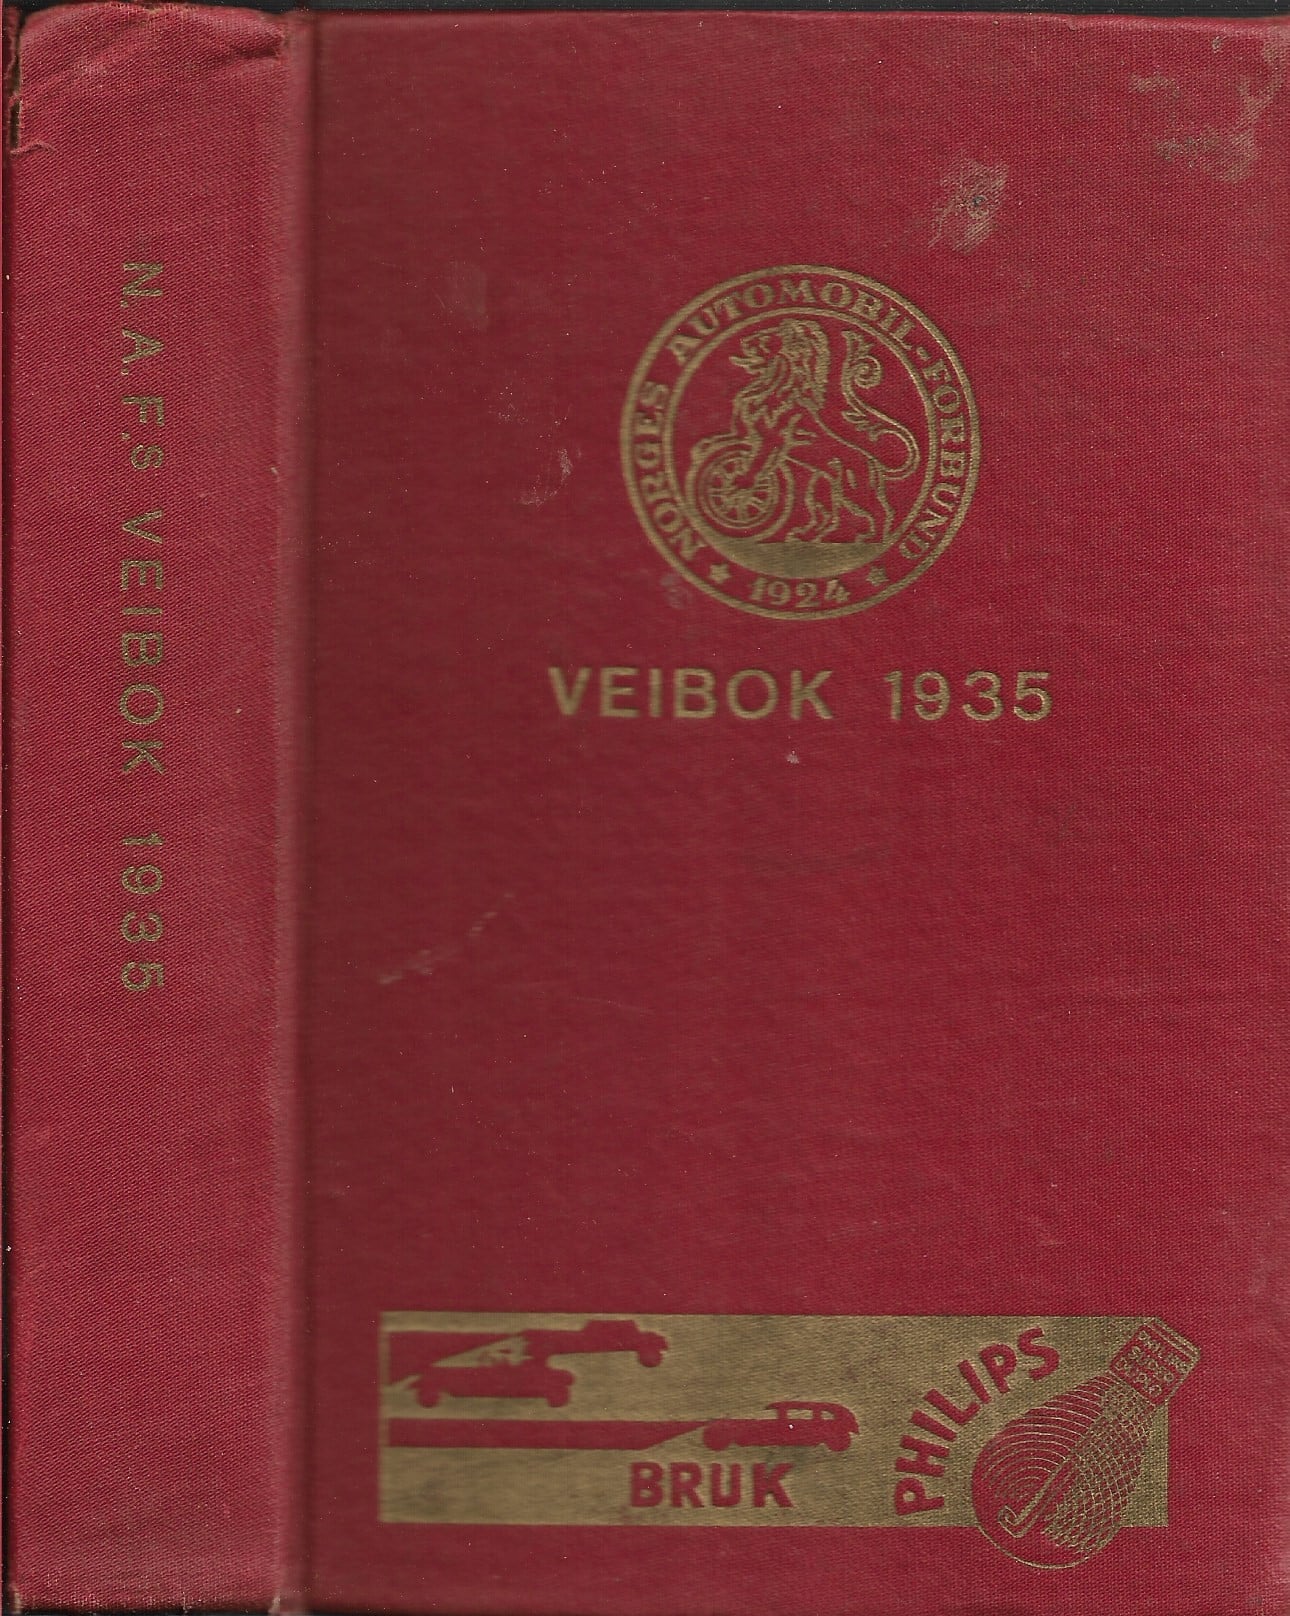 N.A.F.s VEIBOK 1935
NORGES AUTOMOBIL-FORBUND
1924
VEIBOK 1935
BRUK
PHILIPS